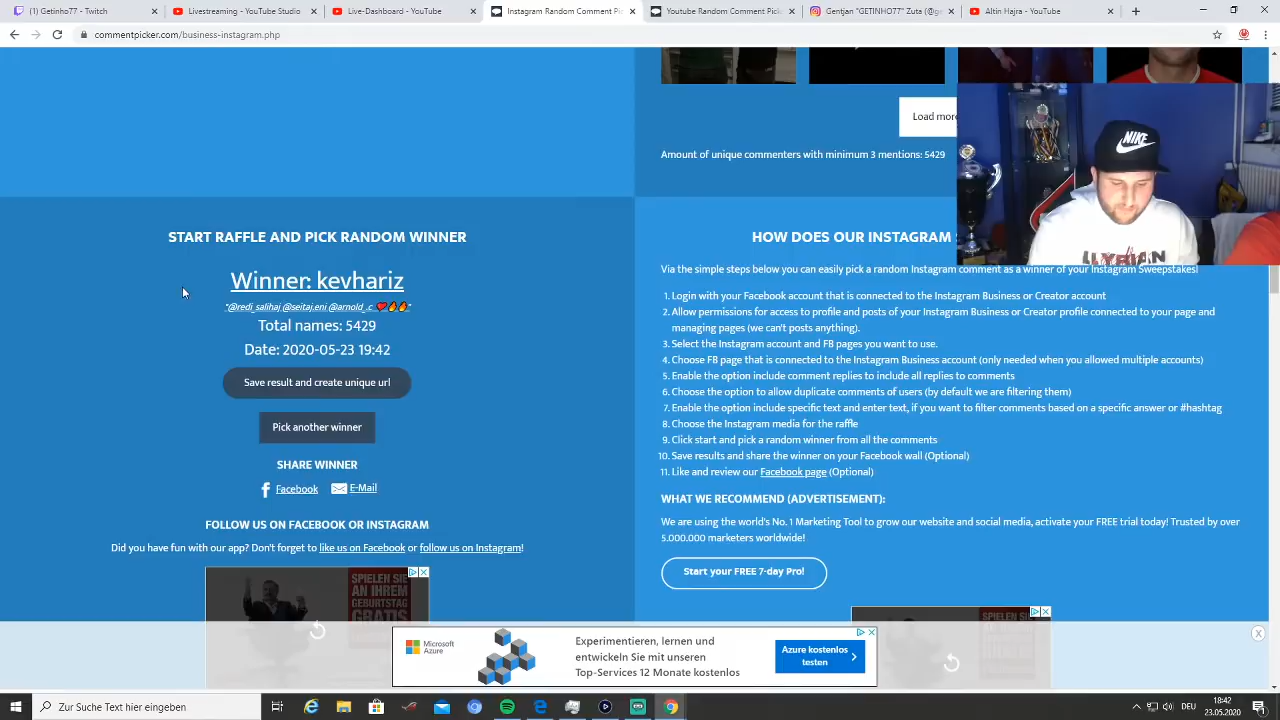 Getinho77 - Twitch
Livestreaming - YouTube Studio
Live-Dashboard - YouTube
Instagram Random Comment Picke
Youtube Random Comment Picker
Gentjan "Getinho77" Zuta (@ge
Altin Hajra - YouTube
commentpicker.com/business-instagram.php
Load more
Amount of unique commenters with minimum 3 mentions: 5429
NIKE
START RAFFLE AND PICK RANDOM WINNER
Winner: kevhariz
"@redi_salihaj @seitaj.enj @arnold_.c ❤️🔥🔥"
Total names: 5429
Date: 2020-05-23 19:42
Save result and create unique url
Pick another winner
SHARE WINNER
Facebook
E-Mail
FOLLOW US ON FACEBOOK OR INSTAGRAM
Did you have fun with our app? Don't forget to like us on Facebook or follow us on Instagram!
HOW DOES OUR INSTAGRAM
Via the simple steps below you can easily pick a random Instagram comment as a winner of your Instagram Sweepstakes!
1. Login with your Facebook account that is connected to the Instagram Business or Creator account
2. Allow permissions for access to profile and posts of your Instagram Business or Creator profile connected to your page and
managing pages (we can't posts anything).
3. Select the Instagram account and FB pages you want to use.
4. Choose FB page that is connected to the Instagram Business account (only needed when you allowed multiple accounts)
5. Enable the option include comment replies to include all replies to comments
6. Choose the option to allow duplicate comments of users (by default we are filtering them)
7. Enable the option include specific text and enter text, if you want to filter comments based on a specific answer or #hashtag
8. Choose the Instagram media for the raffle
9. Click start and pick a random winner from all the comments
10. Save results and share the winner on your Facebook wall (Optional)
11. Like and review our Facebook page (Optional)
WHAT WE RECOMMEND (ADVERTISEMENT):
We are using the world's No. 1 Marketing Tool to grow our website and social media, activate your FREE trial today! Trusted by over
5.000.000 marketers worldwide!
Start your FREE 7-day Pro!
SPIELEN SIE
AN IHREM
GEBURTSTAG
GRATIS
SPIELEN SIE
Microsoft
Azure
Experimentieren, lernen und
entwickeln Sie mit unseren
Top-Services 12 Monate kostenlos
Azure kostenlos
testen
Zur Suche Text hier eingeben
DEU
18:42
23.05.2020